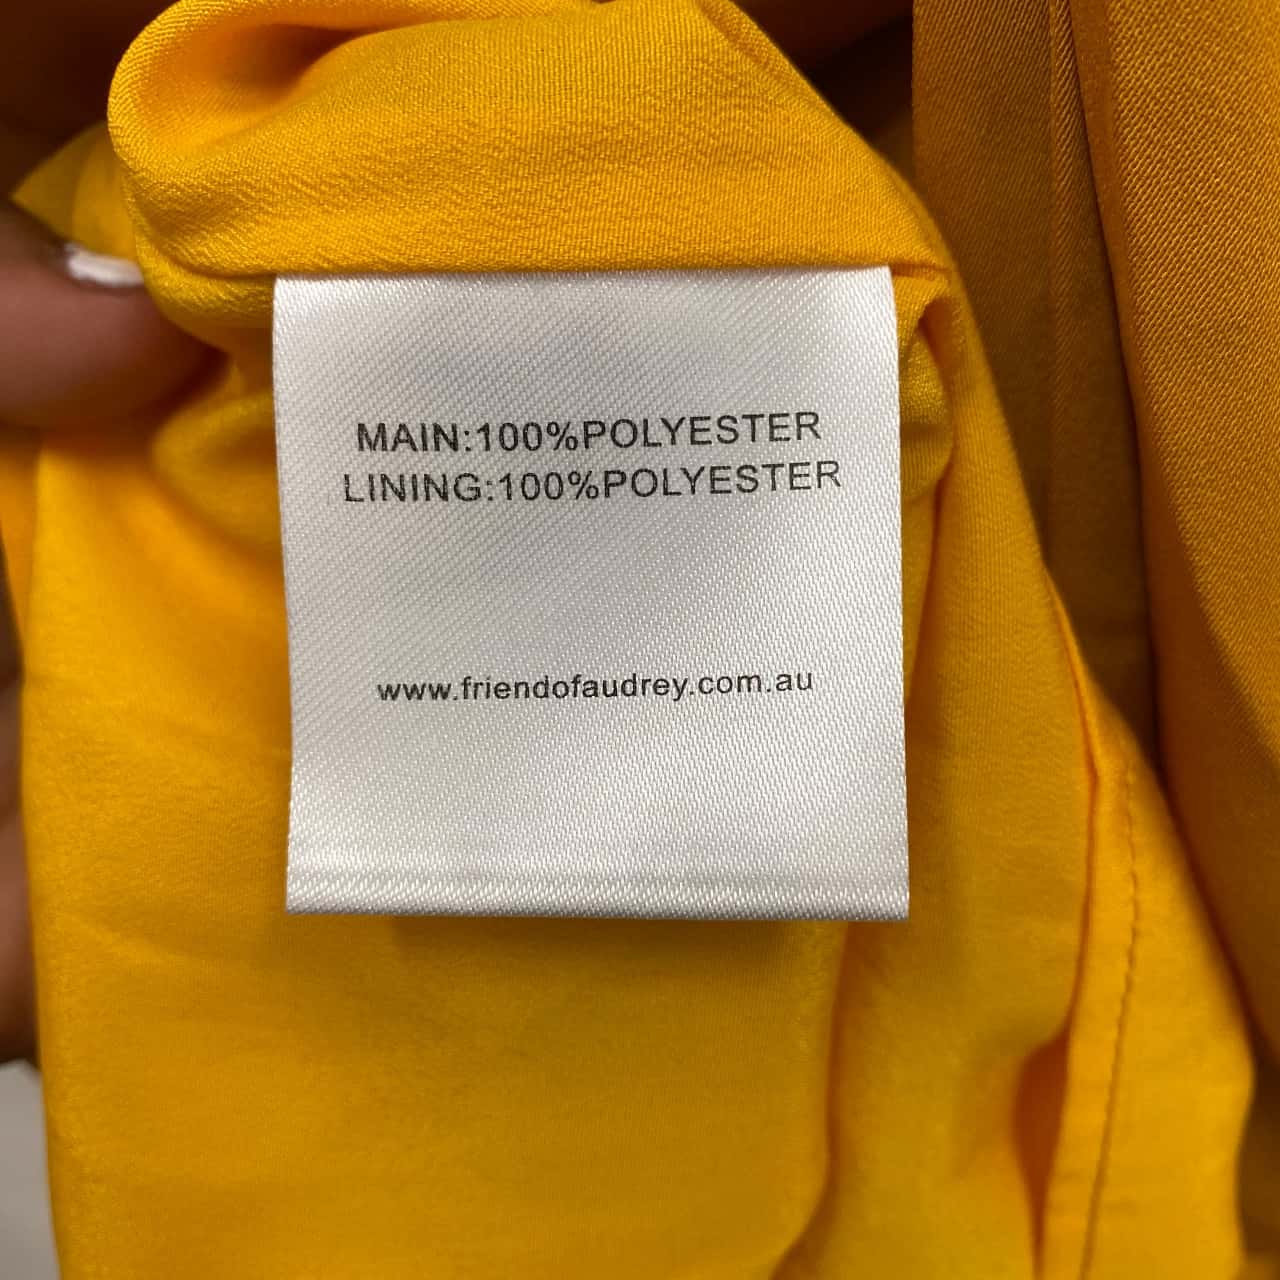 MAIN:100%POLYESTER
LINING:100%POLYESTER
www.friendofaudrey.com.au